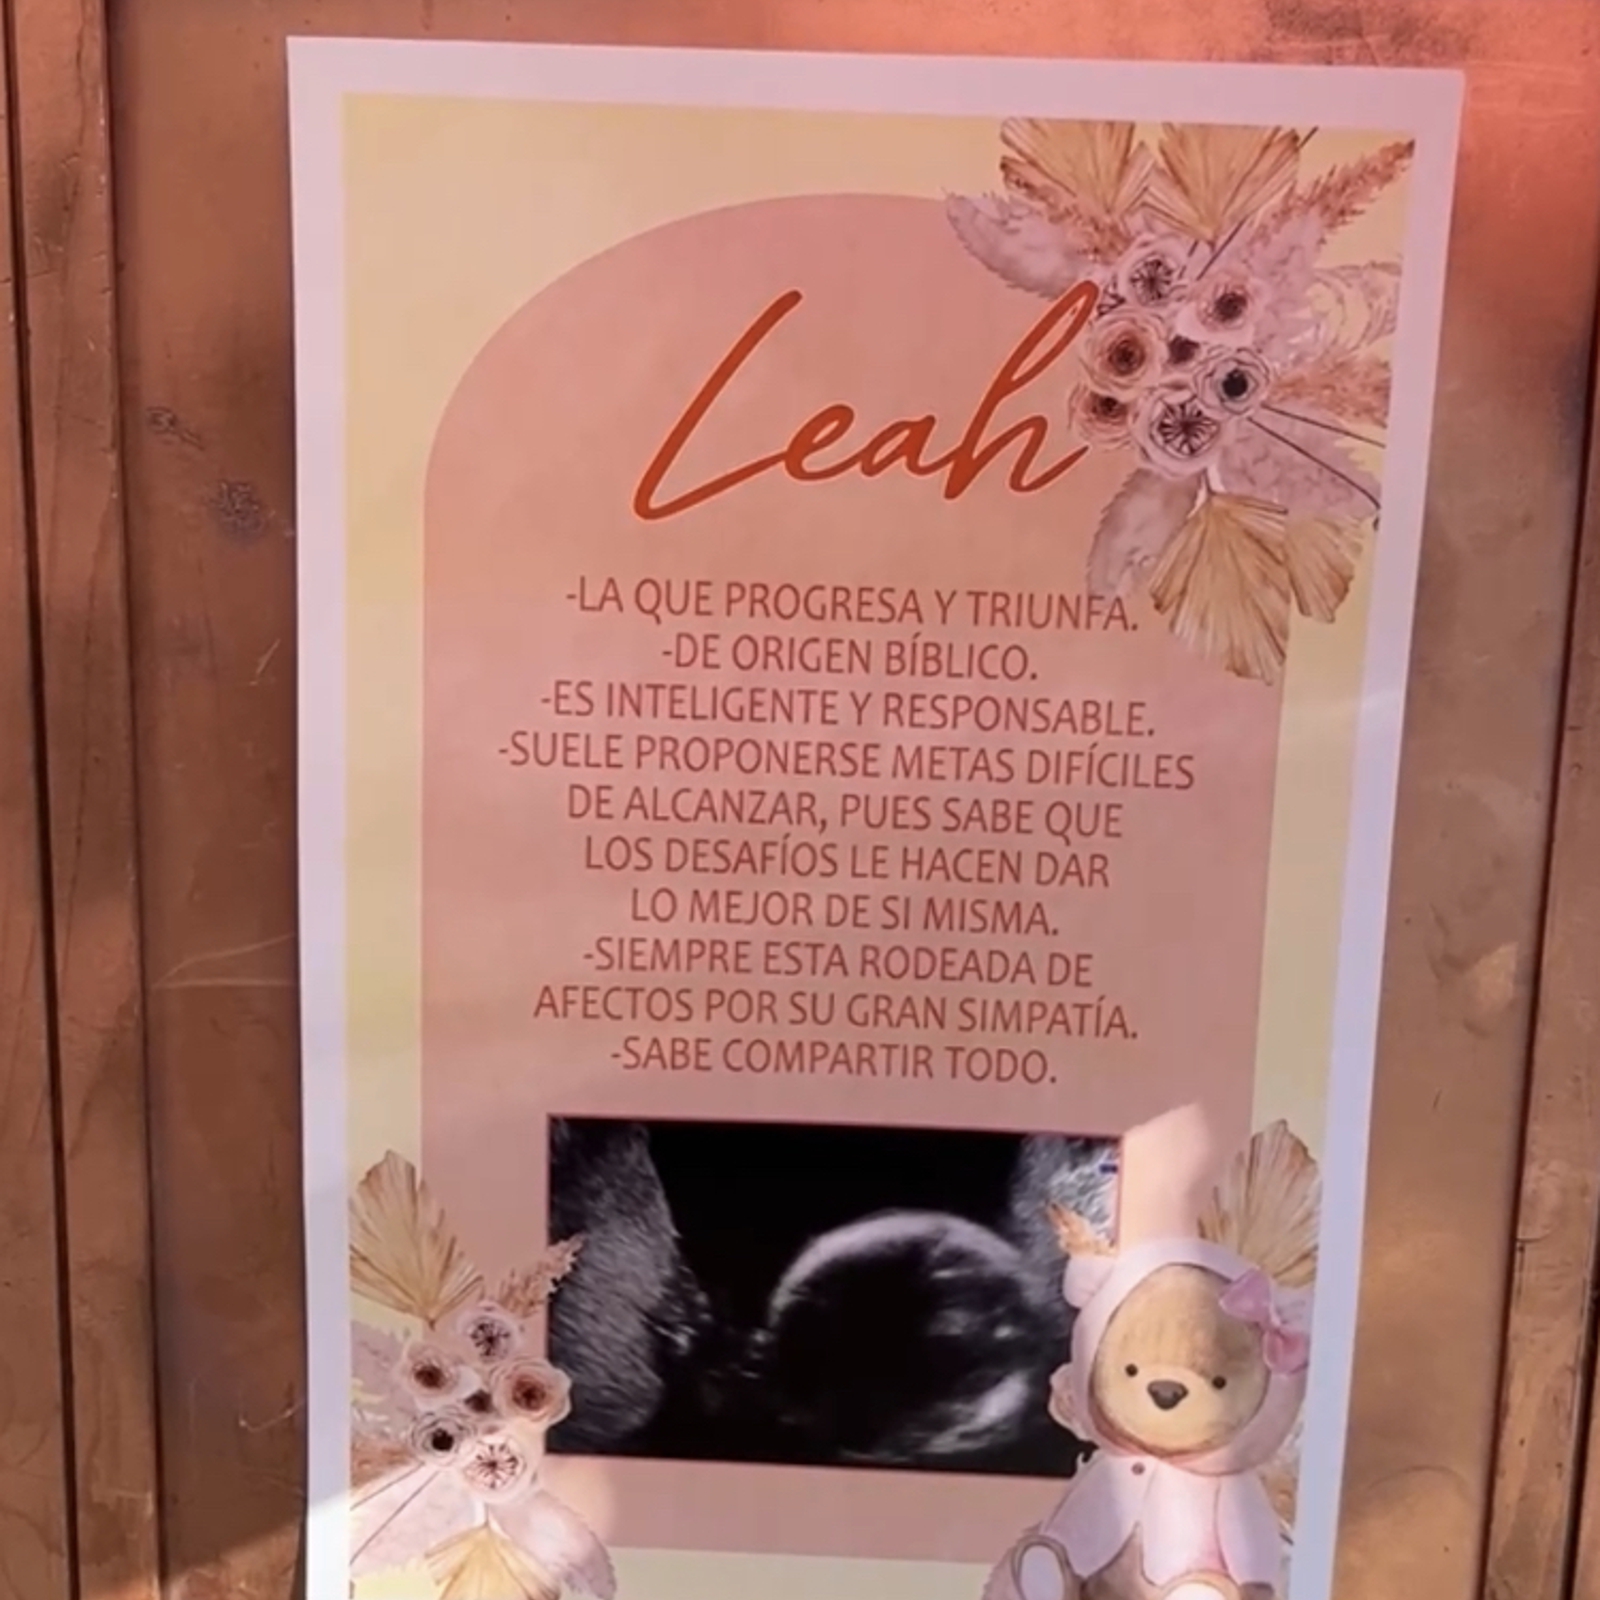 Leah
-LA QUE PROGRESA Y TRIUNFA.
-DE ORIGEN BÍBLICO.
-ES INTELIGENTE Y RESPONSABLE.
-SUELE PROPONERSE METAS DIFÍCILES
DE ALCANZAR, PUES SABE QUE
LOS DESAFÍOS LE HACEN DAR
LO MEJOR DE SI MISMA.
-SIEMPRE ESTA RODEADA DE
AFECTOS POR SU GRAN SIMPATÍA.
-SABE COMPARTIR TODO.